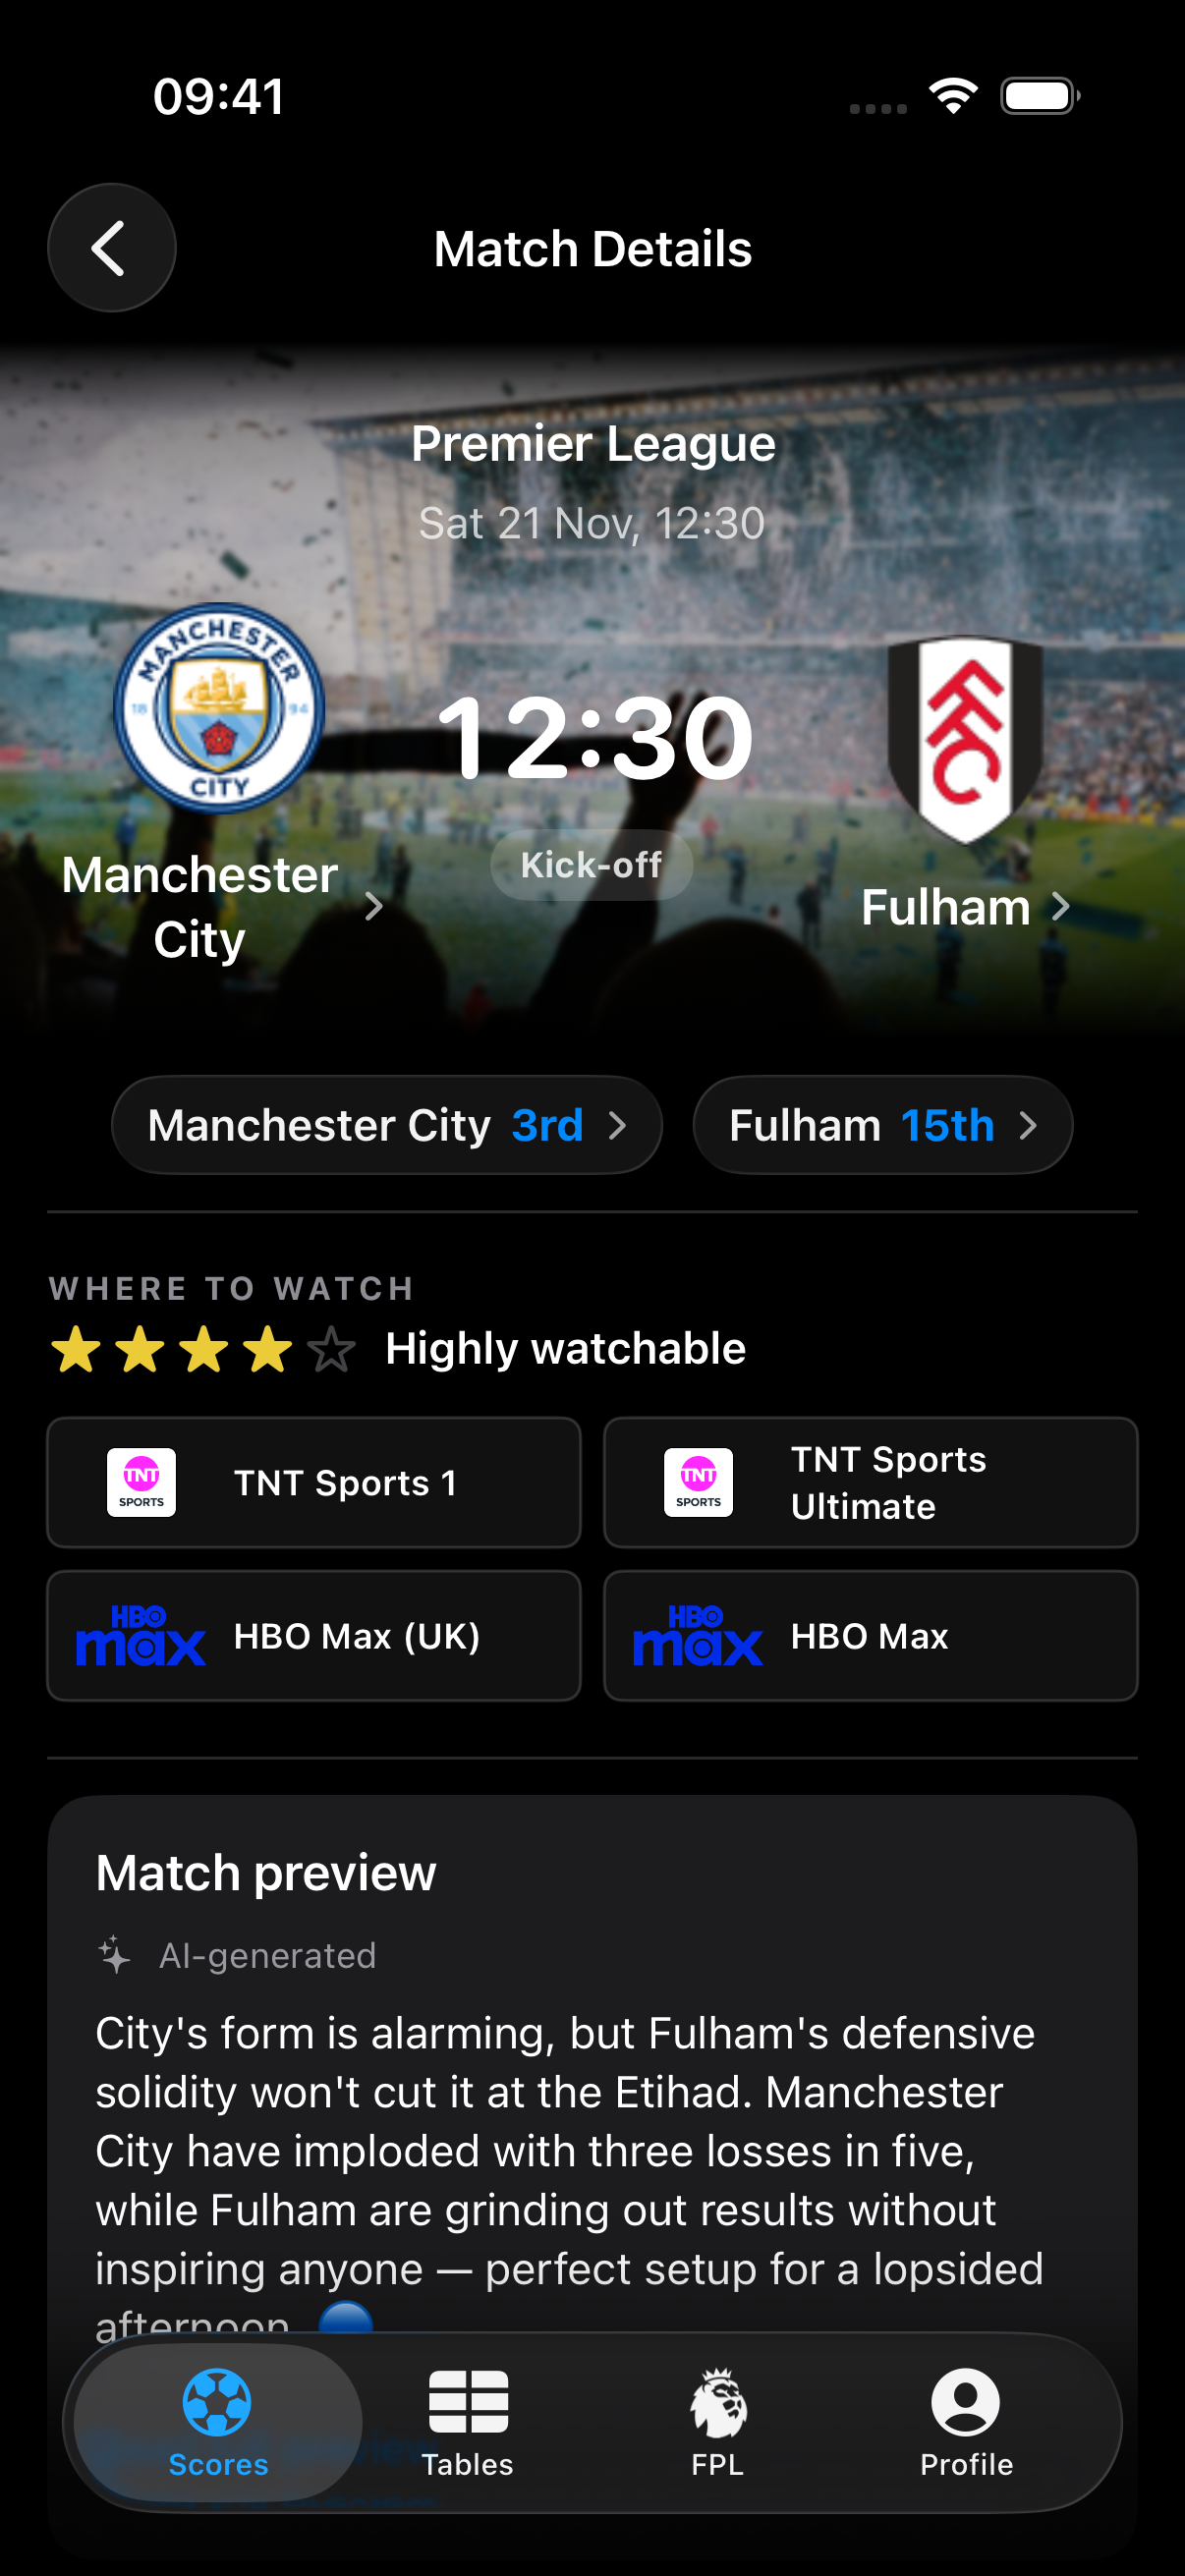 09:41
Match Details
Premier League
Sat 21 Nov, 12:30
MANCHESTER
18 94
CITY
12:30
FFC
Kick-off
Manchester
City
Fulham
Manchester City 3rd
Fulham 15th
WHERE TO WATCH
Highly watchable
TNT SPORTS
TNT Sports 1
TNT SPORTS
TNT Sports
Ultimate
HBO max
HBO Max (UK)
HBO max
HBO Max
Match preview
AI-generated
City's form is alarming, but Fulham's defensive
solidity won't cut it at the Etihad. Manchester
City have imploded with three losses in five,
while Fulham are grinding out results without
inspiring anyone — perfect setup for a lopsided
afternoon.
Scores
Tables
FPL
Profile